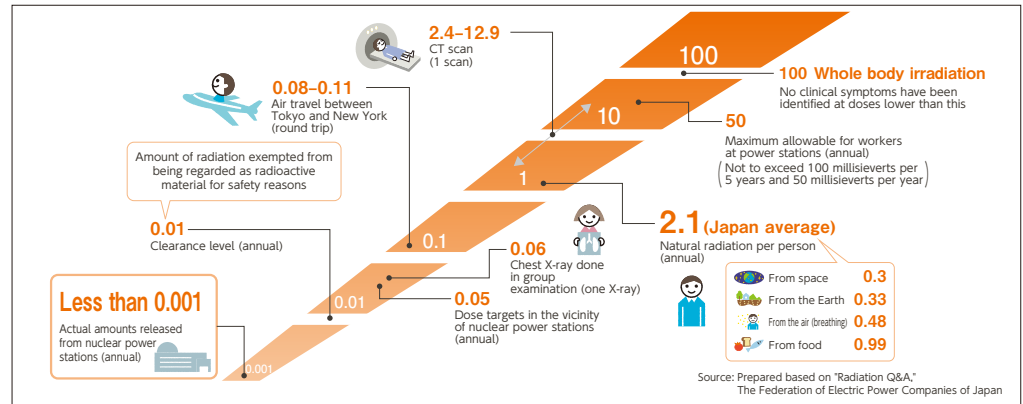 2.4–12.9
CT scan
(1 scan)
100
100 Whole body irradiation
No clinical symptoms have been
identified at doses lower than this
0.08–0.11
Air travel between
Tokyo and New York
(round trip)
10
50
Maximum allowable for workers
at power stations (annual)
(Not to exceed 100 millisieverts per
5 years and 50 millisieverts per year)
Amount of radiation exempted from
being regarded as radioactive
material for safety reasons
1
0.01
Clearance level (annual)
0.1
2.1 (Japan average)
Natural radiation per person
(annual)
From space 0.3
From the Earth 0.33
From the air (breathing) 0.48
From food 0.99
0.06
Chest X-ray done
in group
examination (one X-ray)
0.01
0.05
Dose targets in the vicinity
of nuclear power stations
(annual)
Less than 0.001
Actual amounts released
from nuclear power
stations (annual)
0.001
Source: Prepared based on "Radiation Q&A,"
The Federation of Electric Power Companies of Japan